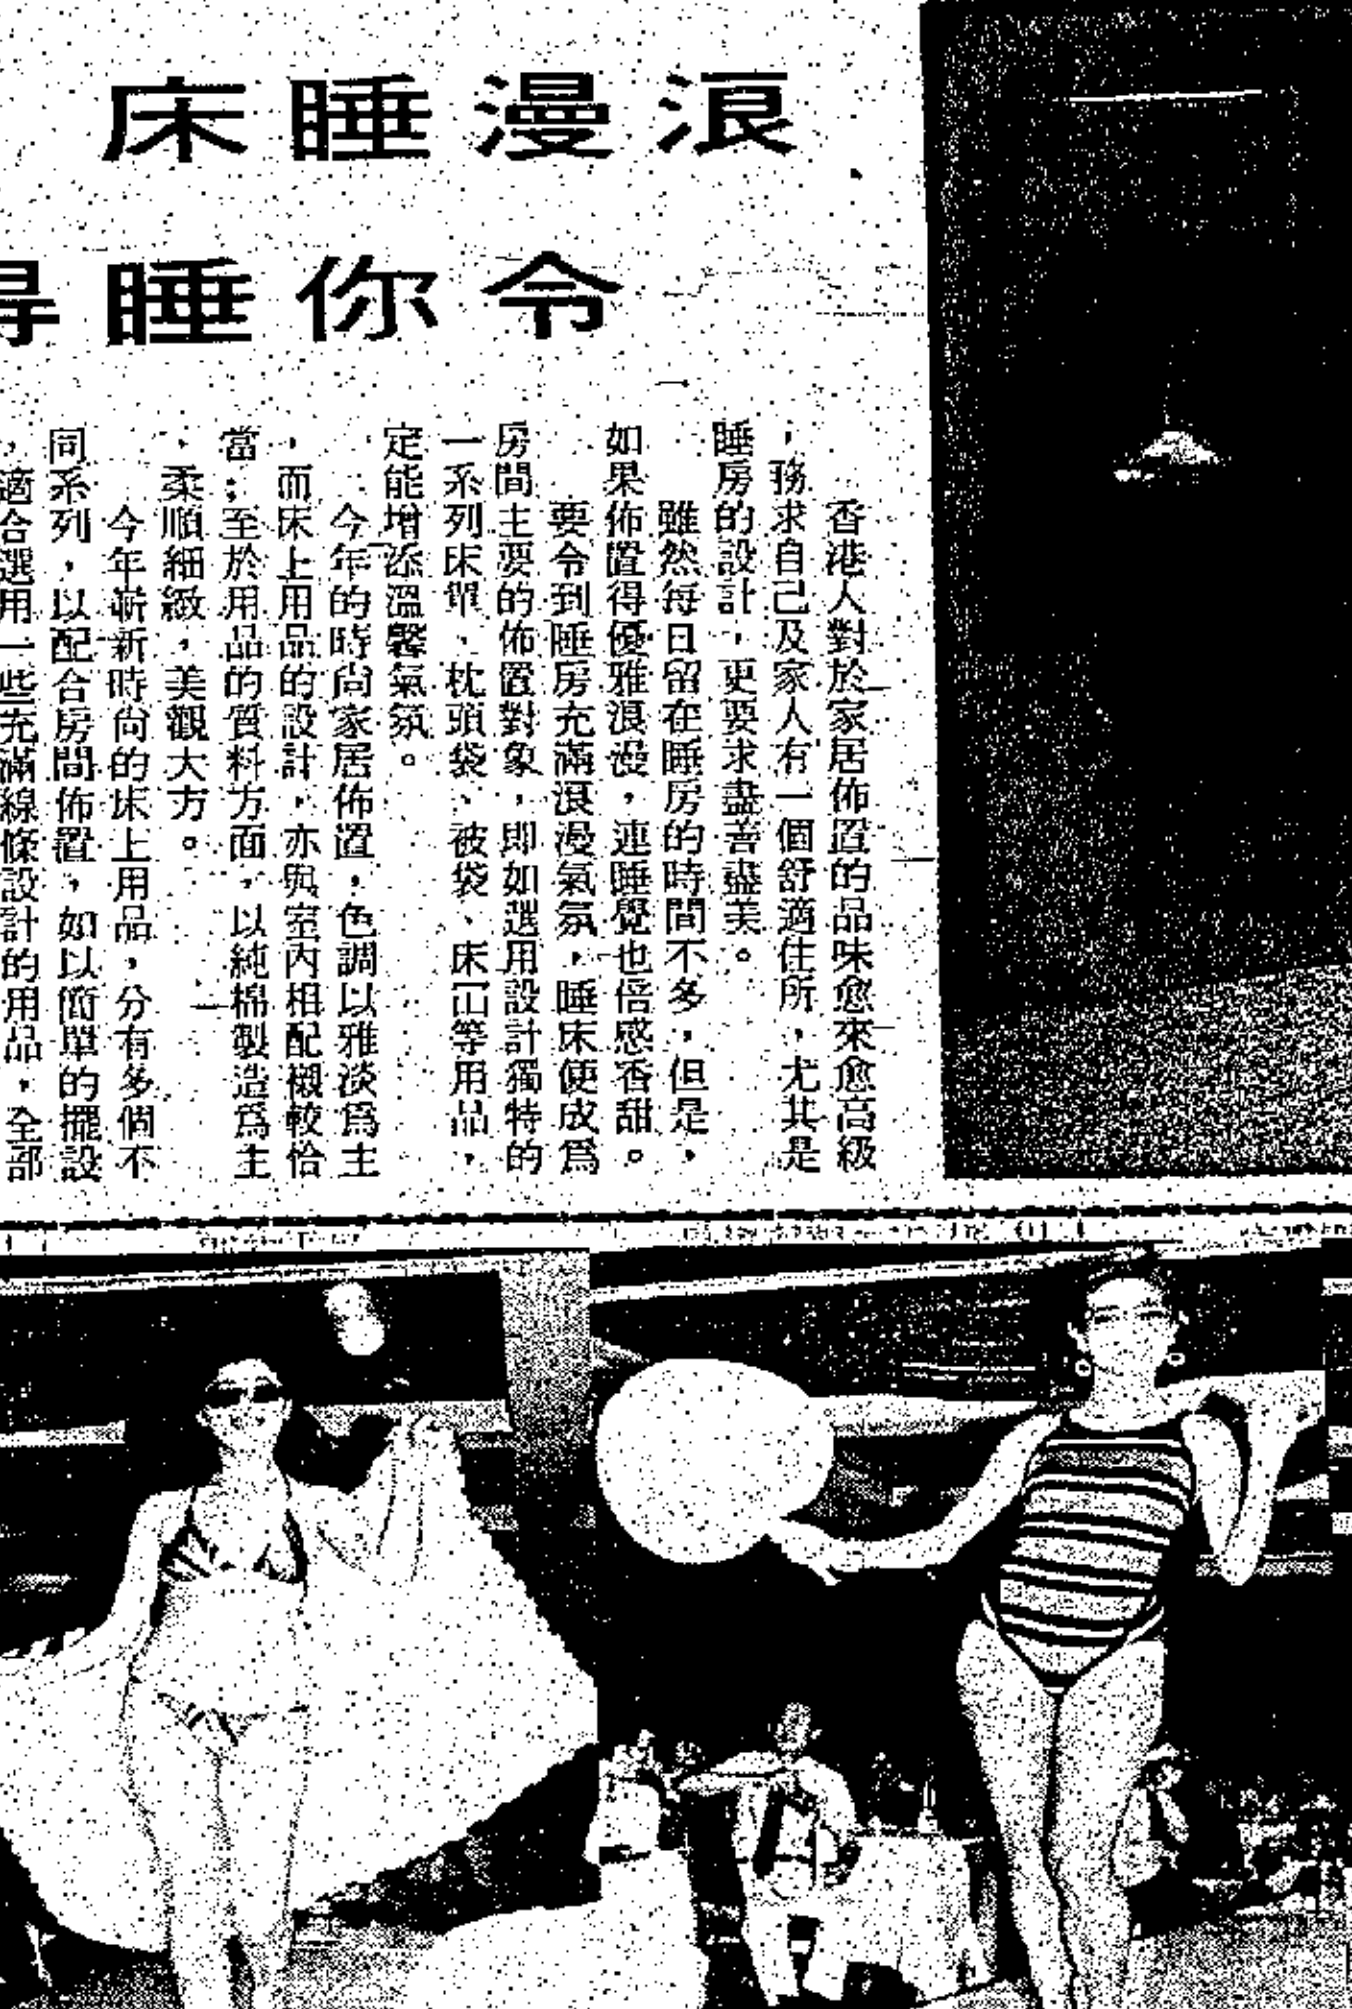 浪漫睡床
令你睡得
香港人對於家居佈置的品味愈來愈高級
，務求自己及家人有一個舒適住所，尤其是
睡房的設計，更要求盡善盡美。
雖然每日留在睡房的時間不多，但是，
如果佈置得優雅浪漫，連睡覺也倍感香甜。
要令到睡房充滿浪漫氣氛，睡床便成爲
房間主要的佈置對象，即如選用設計獨特的
一系列床單、枕頭袋、被袋、床冚等用品，
定能增添溫馨氣氛。
今年的時尚家居佈置，色調以雅淡爲主
，而床上用品的設計，亦與室內相配襯較恰
當；至於用品的質料方面，以純棉製造爲主
，柔順細緻，美觀大方。
今年嶄新時尚的床上用品，分有多個不
同系列，以配合房間佈置，如以簡單的擺設
，適合選用一些充滿線條設計的用品，全部